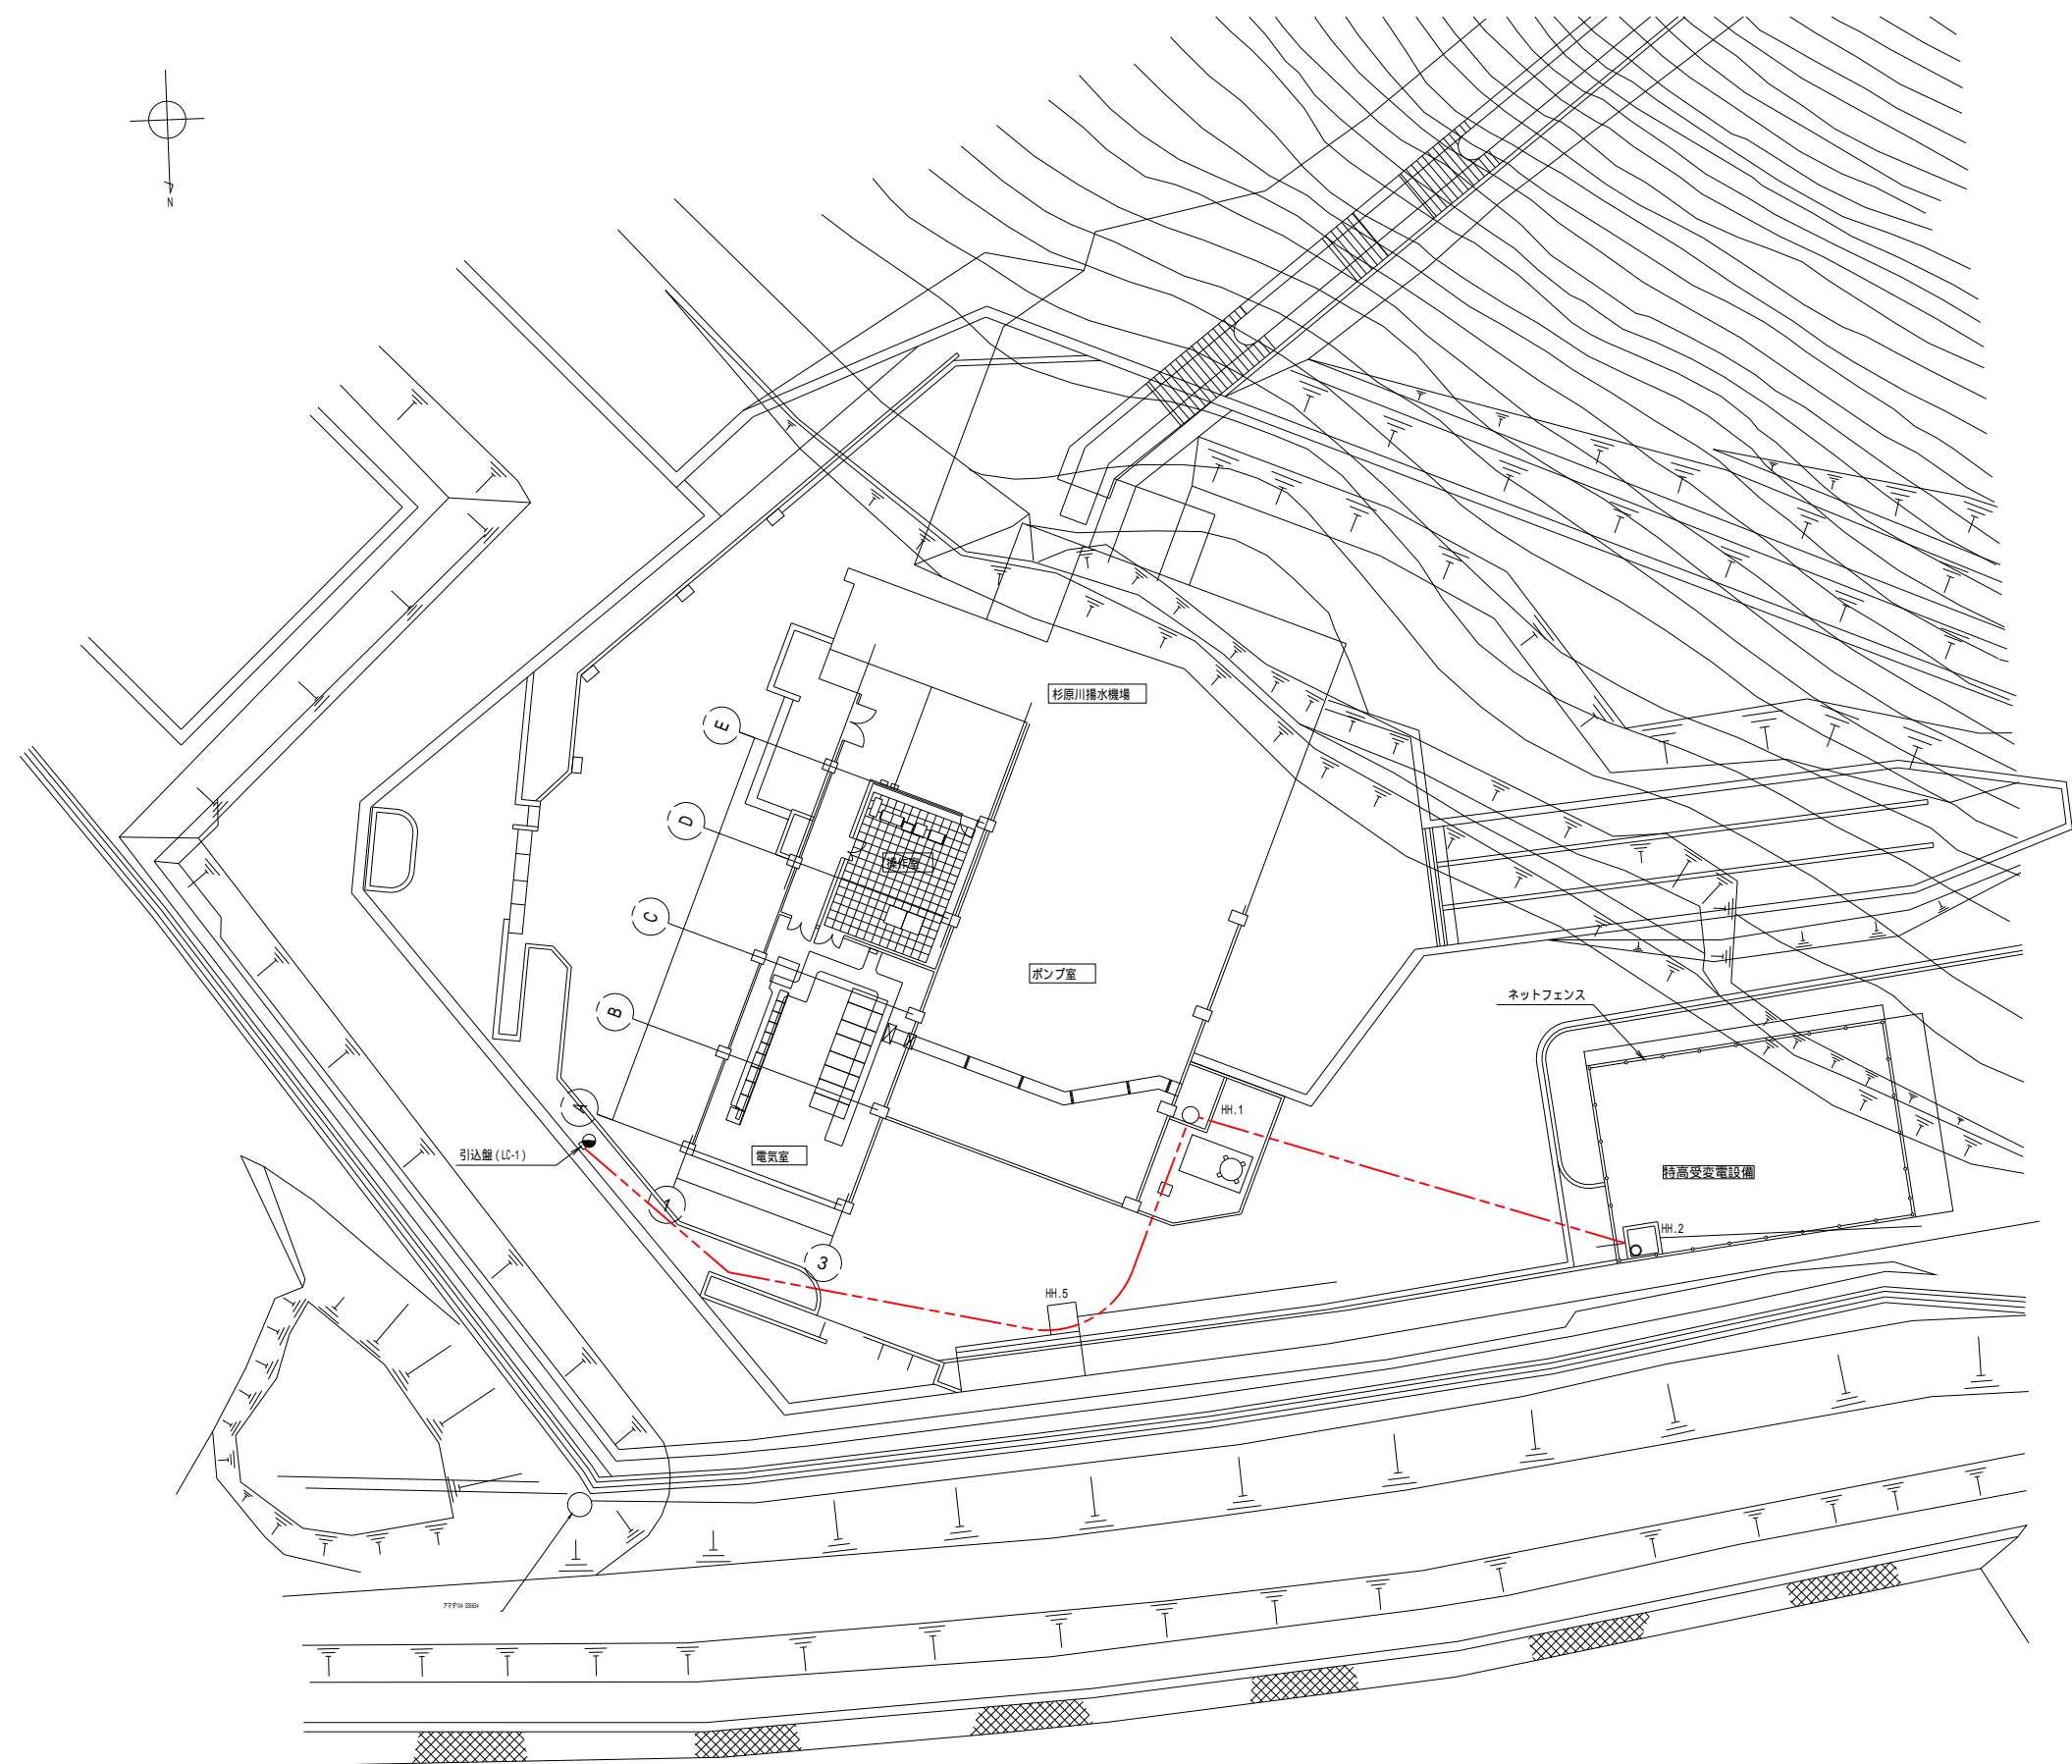 N
杉原川揚水機場
E
D
操作室
C
ポンプ室
ネットフェンス
B
A
HH.1
引込盤(LC-1)
電気室
特高受変電設備
1
HH.2
3
HH.5